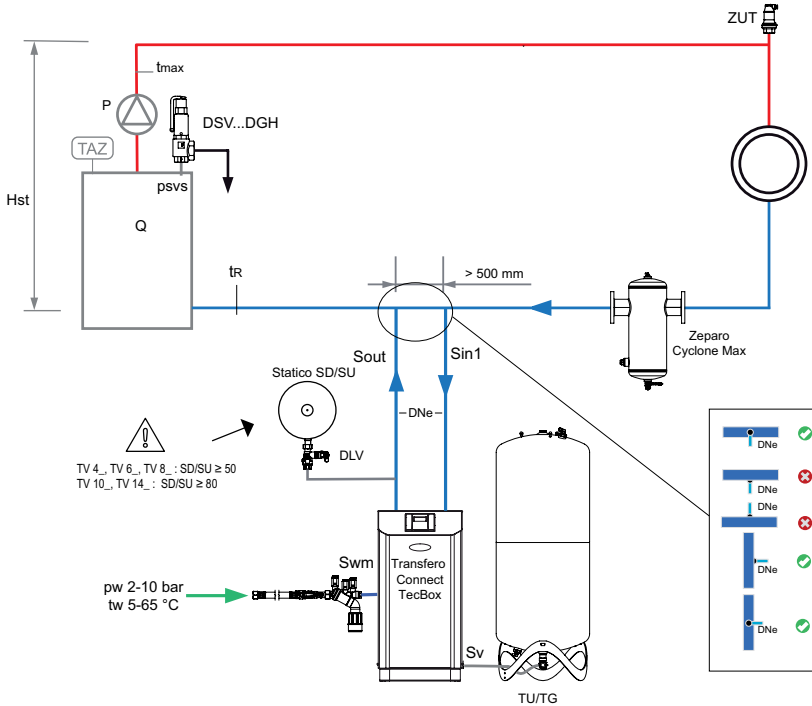 ZUT
tmax
P
DSV...DGH
TAZ
psvs
Hst
Q
> 500 mm
tR
Zeparo
Cyclone Max
Sout
Sin1
Statico SD/SU
DNe
DLV
TV 4_, TV 6_, TV 8_ : SD/SU ≥ 50
TV 10_, TV 14_ : SD/SU ≥ 80
DNe
DNe
DNe
DNe
DNe
Swm
Transfero
Connect
TecBox
pw 2-10 bar
tw 5-65 °C
Sv
TU/TG